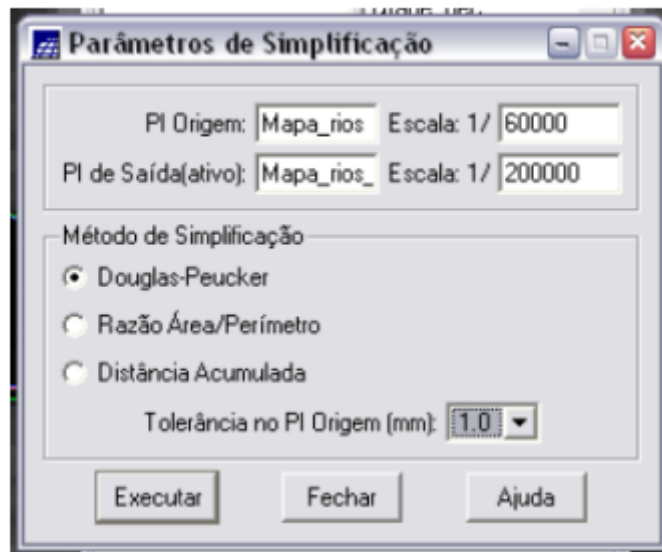 Parâmetros de Simplificação
PI Origem: Mapa_rios Escala: 1/ 60000
PI de Saída(ativo): Mapa_rios_ Escala: 1/ 200000
Método de Simplificação
Douglas-Peucker
Razão Área/Perímetro
Distância Acumulada
Tolerância no PI Origem (mm): 1.0
Executar Fechar Ajuda